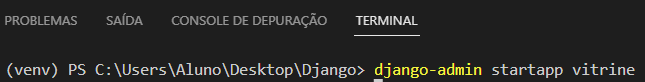 PROBLEMAS SAÍDA CONSOLE DE DEPURAÇÃO TERMINAL
(venv) PS C:\Users\Aluno\Desktop\Django> django-admin startapp vitrine